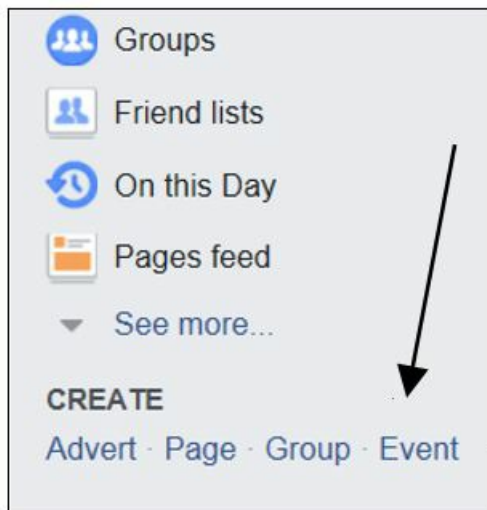 Groups
Friend lists
On this Day
Pages feed
See more...
CREATE
Advert · Page · Group · Event